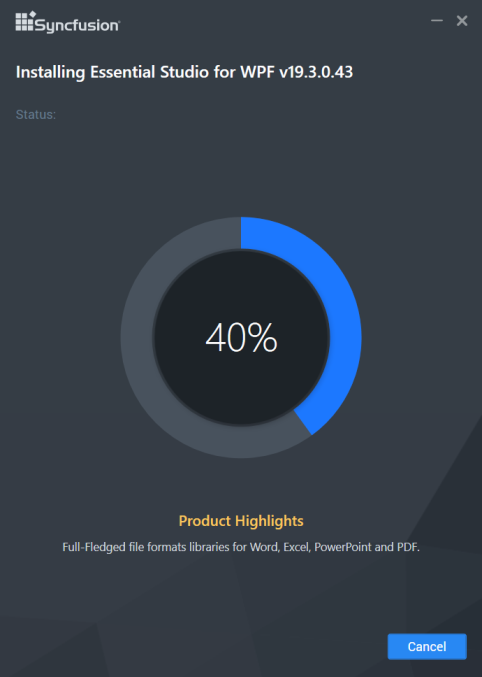 Syncfusion
Installing Essential Studio for WPF v19.3.0.43
Status:
40%
Product Highlights
Full-Fledged file formats libraries for Word, Excel, PowerPoint and PDF.
Cancel